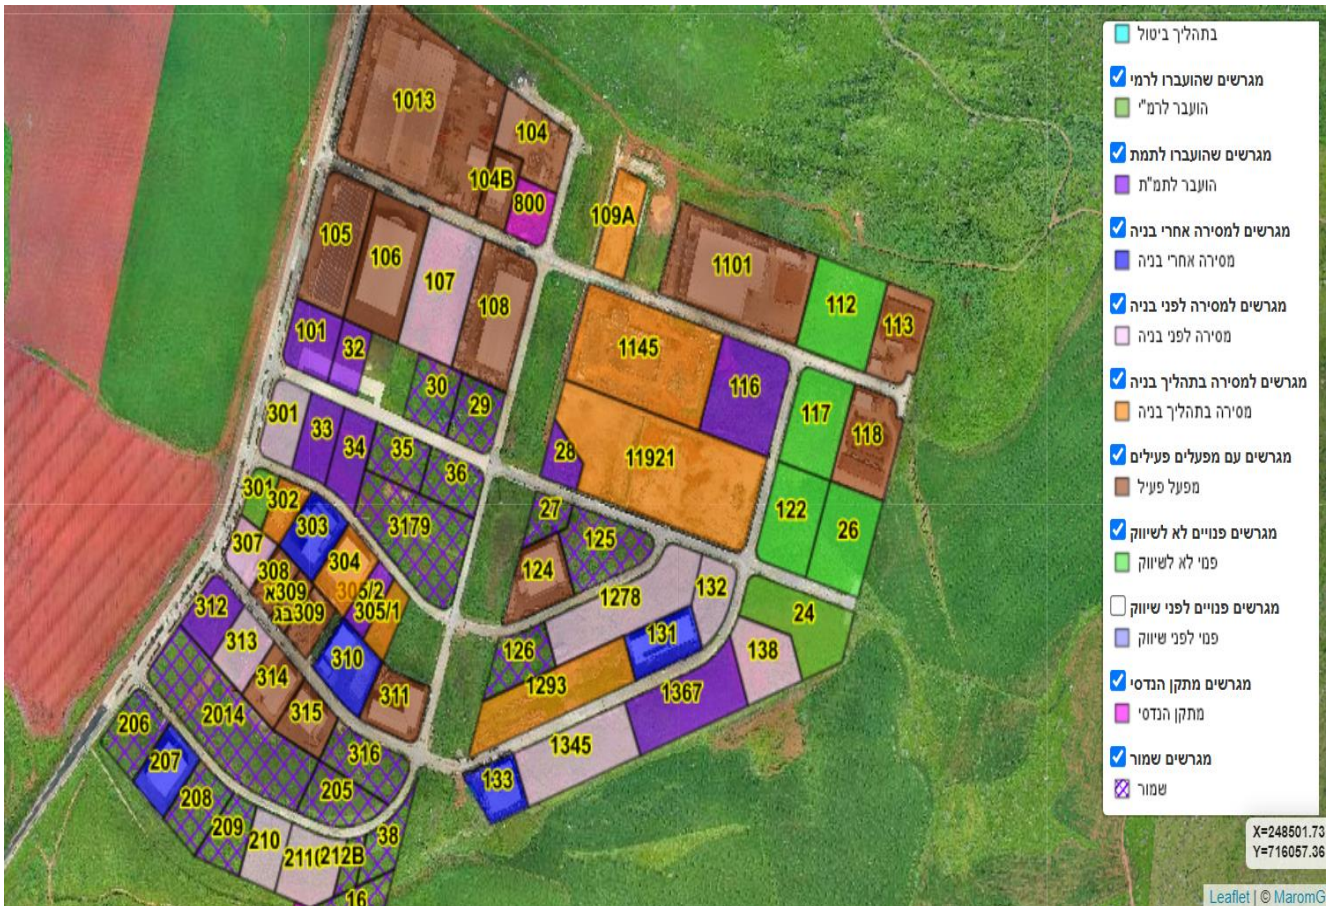 1013
104
104B
800
109A
105
106
107
108
1101
112
113
101
32
30
29
1145
116
117
118
301
33
34
35
36
28
11921
122
26
301
302
303
3179
27
125
307
304
308
309א
309בג
305/2
305/1
124
1278
132
24
312
313
310
126
131
138
314
311
1293
1367
315
2014
206
316
1345
207
205
133
208
209
38
210
211(
212B
16
בתהליך ביטול
מגרשים שהועברו לרמי
הועבר לרמ"י
מגרשים שהועברו לתמת
הועבר לתמ"ת
מגרשים למסירה אחרי בניה
מסירה אחרי בניה
מגרשים למסירה לפני בניה
מסירה לפני בניה
מגרשים למסירה בתהליך בניה
מסירה בתהליך בניה
מגרשים עם מפעלים פעילים
מפעל פעיל
מגרשים פנויים לא לשיווק
פנוי לא לשיווק
מגרשים פנויים לפני שיווק
פנוי לפני שיווק
מגרשים מתקן הנדסי
מתקן הנדסי
מגרשים שמור
שמור
X=248501.73
Y=716057.36
Leaflet | © MaromG